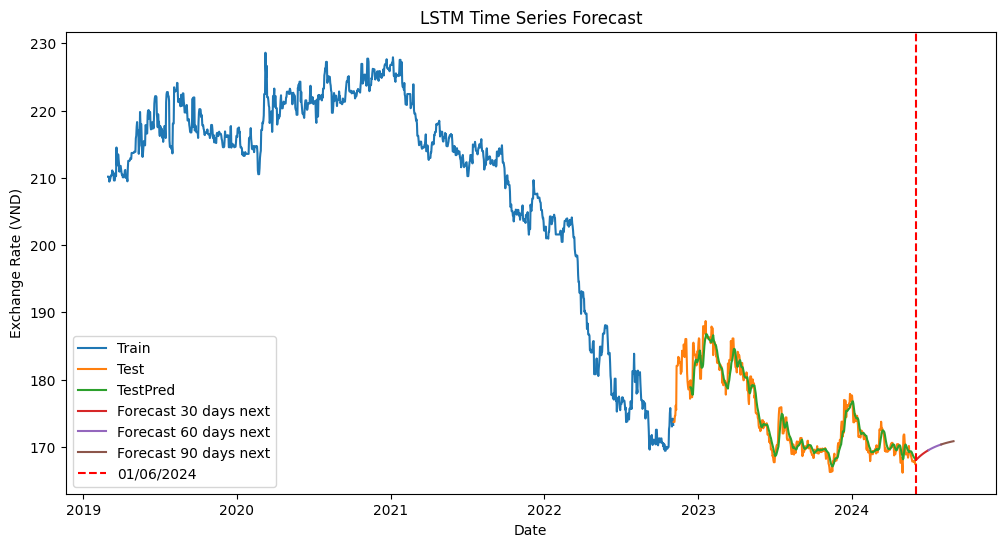 LSTM Time Series Forecast
Exchange Rate (VND)
230
220
210
200
190
180
170
Train
Test
TestPred
Forecast 30 days next
Forecast 60 days next
Forecast 90 days next
01/06/2024
2019
2020
2021
2022
2023
2024
Date